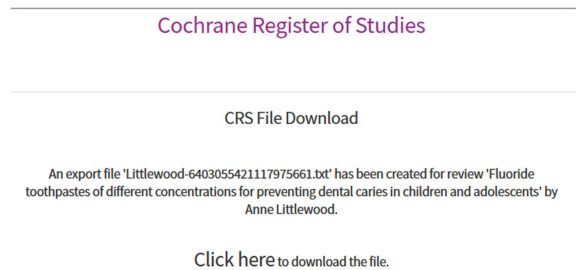 Cochrane Register of Studies
CRS File Download
An export file 'Littlewood-6403055421117975661.txt' has been created for review 'Fluoride
toothpastes of different concentrations for preventing dental caries in children and adolescents' by
Anne Littlewood.
Click here to download the file.